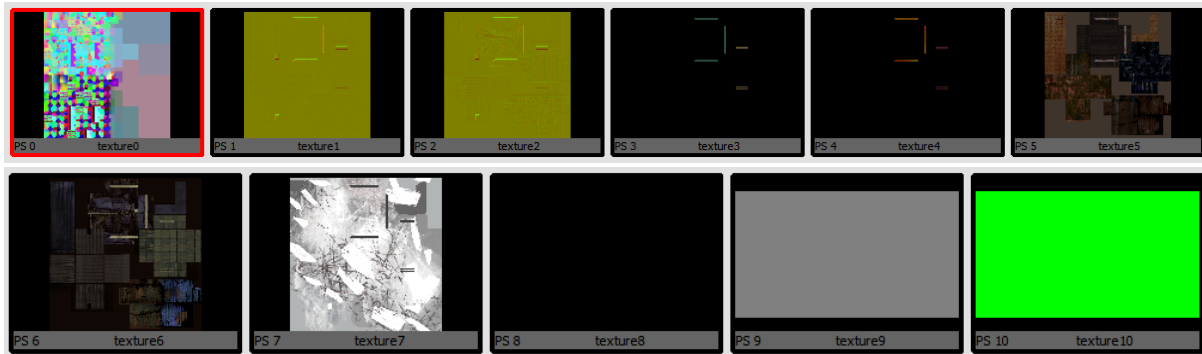 PS 0 texture0
PS 1 texture1
PS 2 texture2
PS 3 texture3
PS 4 texture4
PS 5 texture5
PS 6 texture6
PS 7 texture7
PS 8 texture8
PS 9 texture9
PS 10 texture10